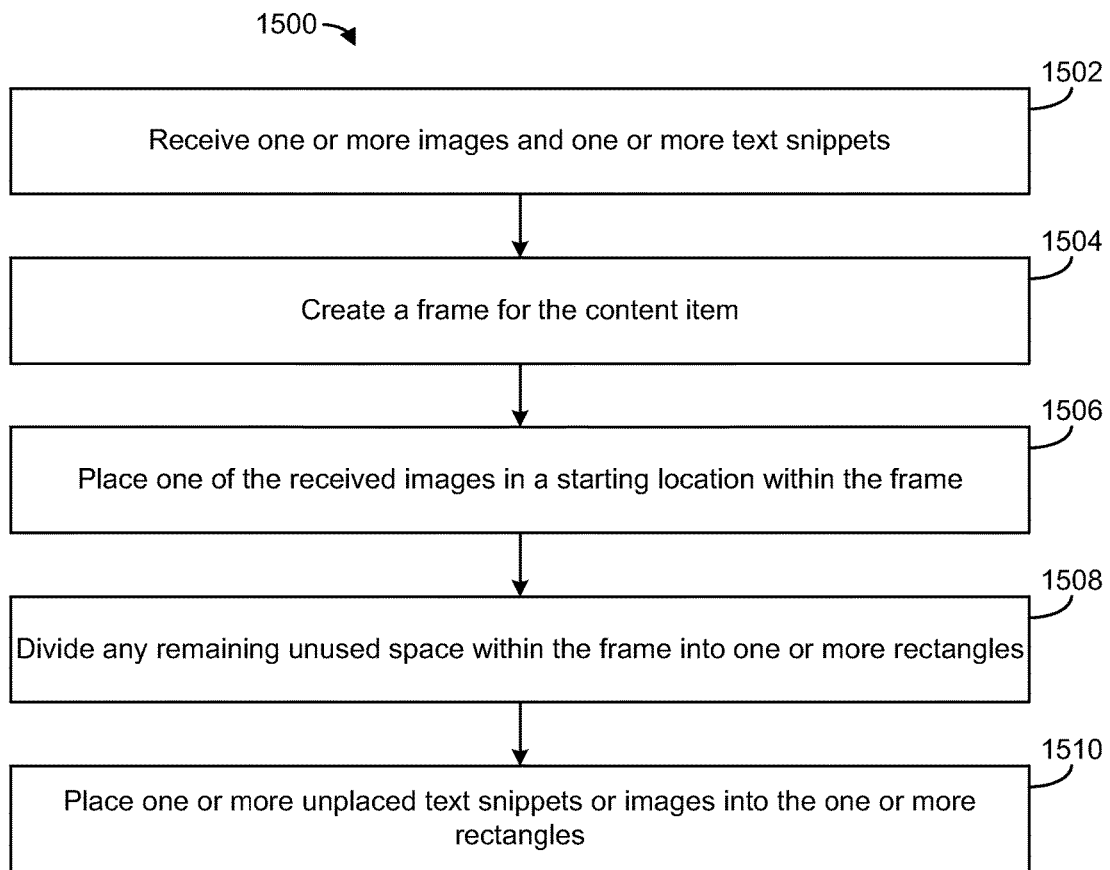 1500
1502
Receive one or more images and one or more text snippets
1504
Create a frame for the content item
1506
Place one of the received images in a starting location within the frame
1508
Divide any remaining unused space within the frame into one or more rectangles
1510
Place one or more unplaced text snippets or images into the one or more
rectangles